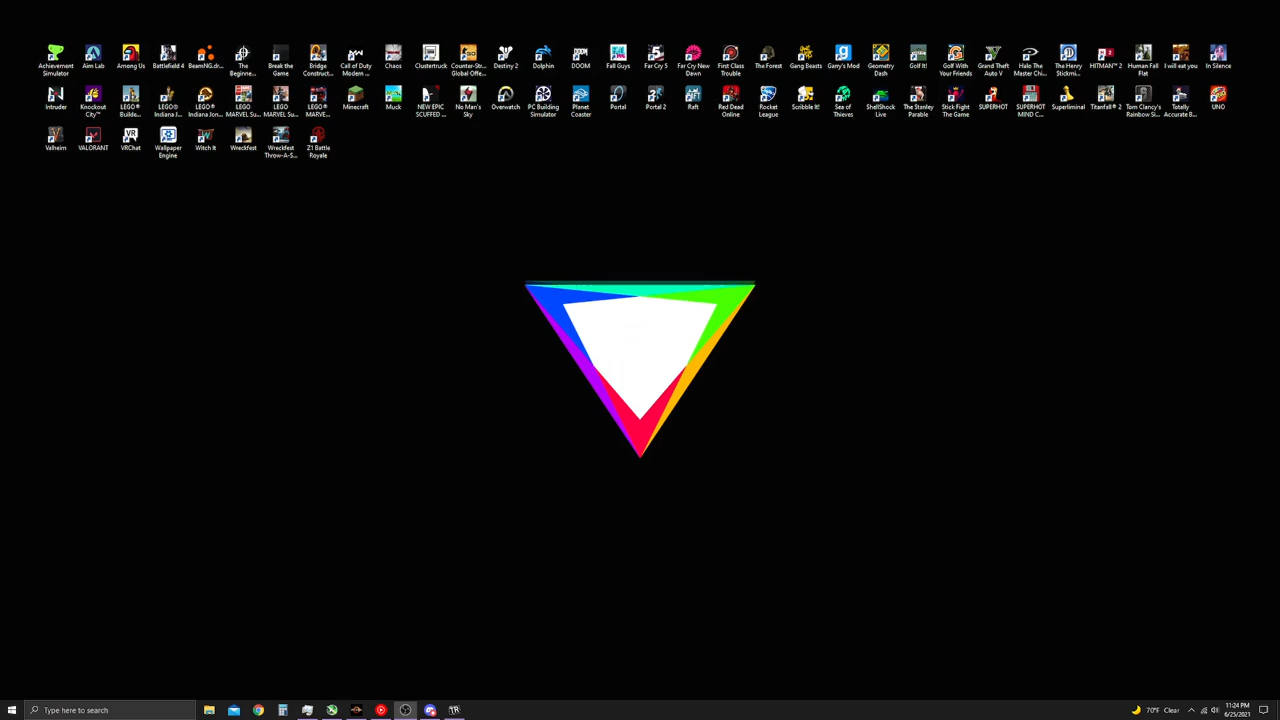 Achievement Simulator
Aim Lab
Among Us
Battlefield 4
BeamNG.dr...
The Beginne...
Break the Game
Bridge Construct...
Call of Duty Modern ...
Chaos
Clustertruck
Counter-Str... Global Offe...
Destiny 2
Dolphin
DOOM
Fall Guys
Far Cry 5
Far Cry New Dawn
First Class Trouble
The Forest
Gang Beasts
Garry's Mod
Geometry Dash
Golf It!
Golf With Your Friends
Grand Theft Auto V
Halo The Master Chi...
The Henry Stickmi...
HITMAN™ 2
Human Fall Flat
I will eat you
In Silence
Intruder
Knockout City™
LEGO® Builde...
LEGO® Indiana J...
LEGO® Indiana Jon...
LEGO MARVEL Su...
LEGO MARVEL Su...
LEGO® MARVE...
Minecraft
Muck
NEW EPIC SCUFFED ...
No Man's Sky
Overwatch
PC Building Simulator
Planet Coaster
Portal
Portal 2
Raft
Red Dead Online
Rocket League
Scribble It!
Sea of Thieves
ShellShock Live
The Stanley Parable
Stick Fight The Game
SUPERHOT
SUPERHOT MIND C...
Superliminal
Titanfall® 2
Tom Clancy's Rainbow Si...
Totally Accurate B...
UNO
Valheim
VALORANT
VRChat
Wallpaper Engine
Witch It
Wreckfest
Wreckfest Throw-A-S...
Z1 Battle Royale
Type here to search
70°F Clear
11:24 PM
6/25/2021